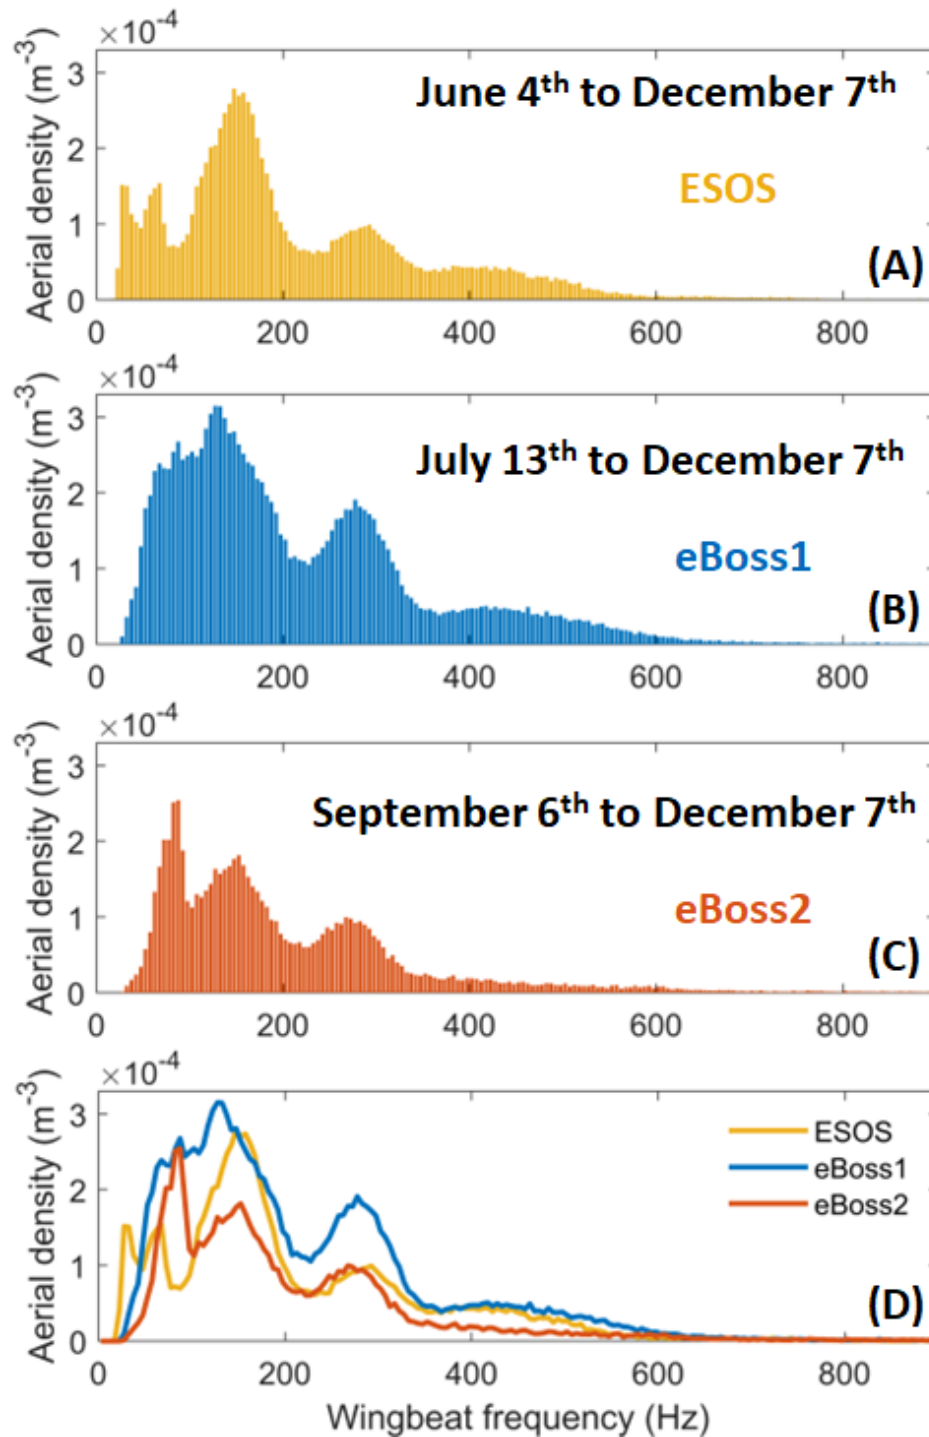 ×10⁻⁴
Aerial density (m⁻³)
3
2
1
0
June 4ᵗʰ to December 7ᵗʰ
ESOS
(A)
0 200 400 600 800
×10⁻⁴
Aerial density (m⁻³)
3
2
1
0
July 13ᵗʰ to December 7ᵗʰ
eBoss1
(B)
0 200 400 600 800
×10⁻⁴
Aerial density (m⁻³)
3
2
1
0
September 6ᵗʰ to December 7ᵗʰ
eBoss2
(C)
0 200 400 600 800
×10⁻⁴
Aerial density (m⁻³)
3
2
1
0
ESOS
eBoss1
eBoss2
(D)
0 200 400 600 800
Wingbeat frequency (Hz)